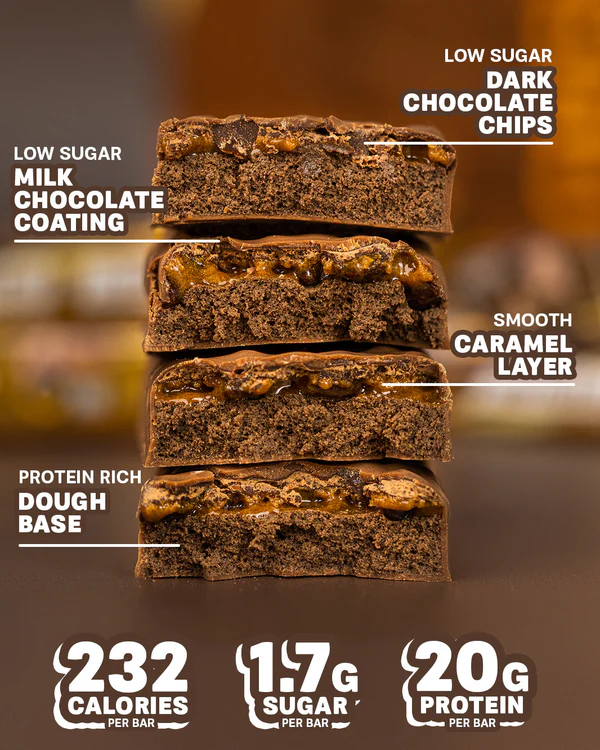 LOW SUGAR
DARK
CHOCOLATE
CHIPS
LOW SUGAR
MILK
CHOCOLATE
COATING
SMOOTH
CARAMEL
LAYER
PROTEIN RICH
DOUGH
BASE
232
CALORIES
PER BAR
1.7G
SUGAR
PER BAR
20G
PROTEIN
PER BAR